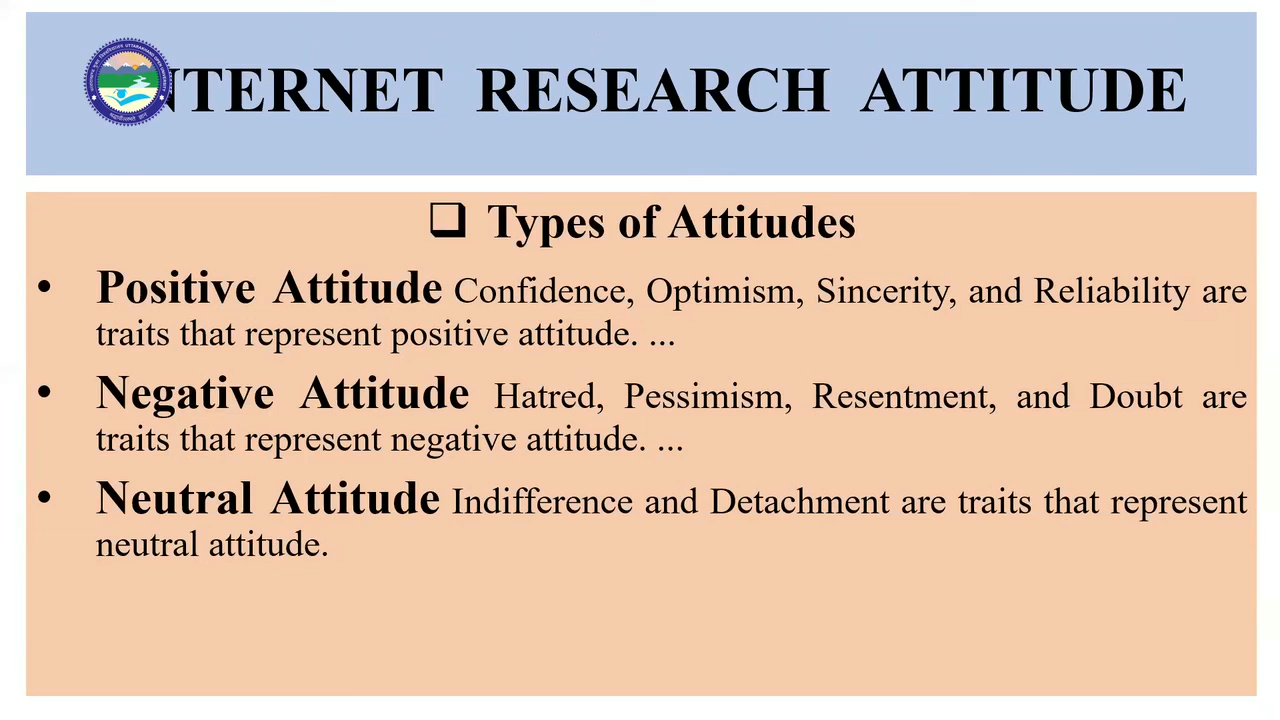 NTERNET RESEARCH ATTITUDE
❑ Types of Attitudes
• Positive Attitude Confidence, Optimism, Sincerity, and Reliability are
traits that represent positive attitude. ...
• Negative Attitude Hatred, Pessimism, Resentment, and Doubt are
traits that represent negative attitude. ...
• Neutral Attitude Indifference and Detachment are traits that represent
neutral attitude.